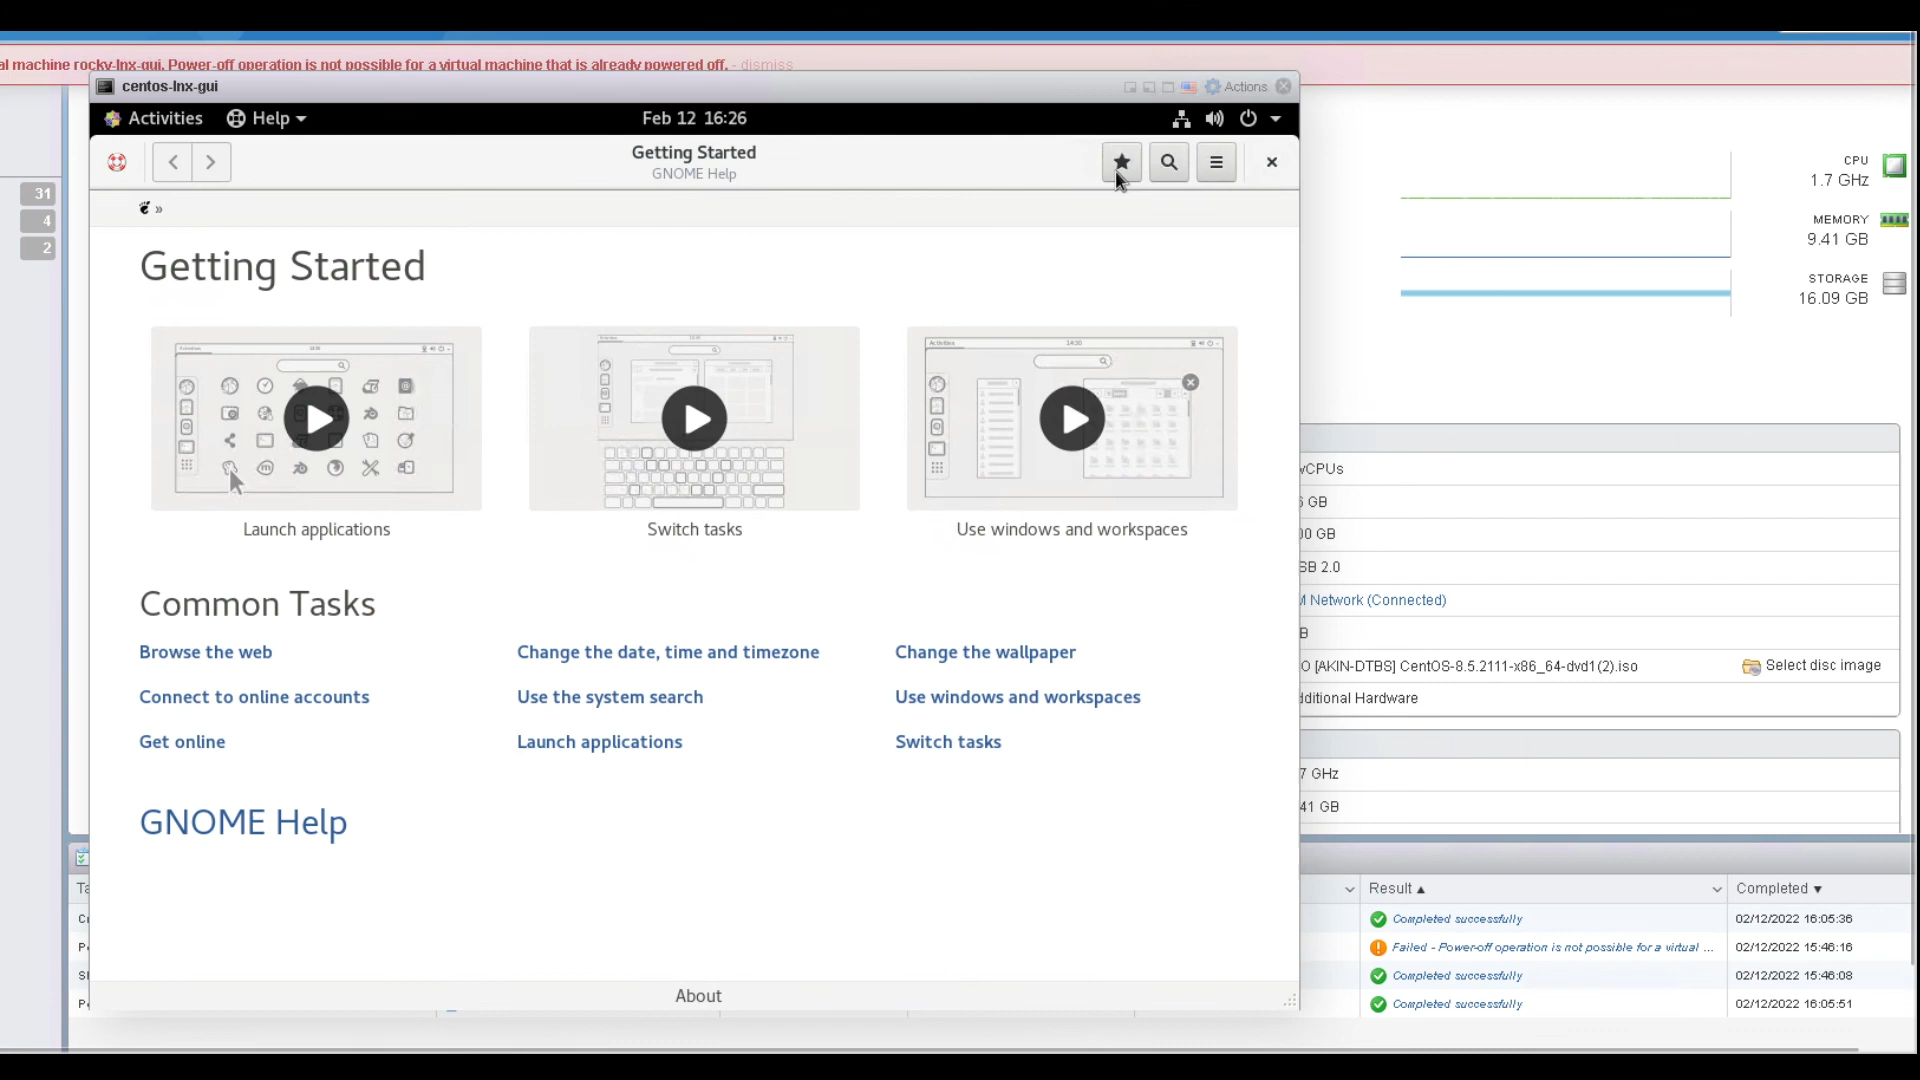 al machine rocky-lnx-gui. Power-off operation is not possible for a virtual machine that is already powered off. - dismiss
centos-lnx-gui
Actions
Activities
Help
Feb 12 16:26
Getting Started
GNOME Help
»
Getting Started
Launch applications
Switch tasks
Use windows and workspaces
Common Tasks
Browse the web
Change the date, time and timezone
Change the wallpaper
Connect to online accounts
Use the system search
Use windows and workspaces
Get online
Launch applications
Switch tasks
GNOME Help
About
31
4
2
CPU
1.7 GHz
MEMORY
9.41 GB
STORAGE
16.09 GB
vCPUs
GB
00 GB
SB 2.0
M Network (Connected)
B
O [AKIN-DTBS] CentOS-8.5.2111-x86_64-dvd1(2).iso
Select disc image
dditional Hardware
7 GHz
41 GB
Result
Completed
Completed successfully
02/12/2022 16:05:36
Failed - Power-off operation is not possible for a virtual ...
02/12/2022 15:46:16
Completed successfully
02/12/2022 15:46:08
Completed successfully
02/12/2022 16:05:51